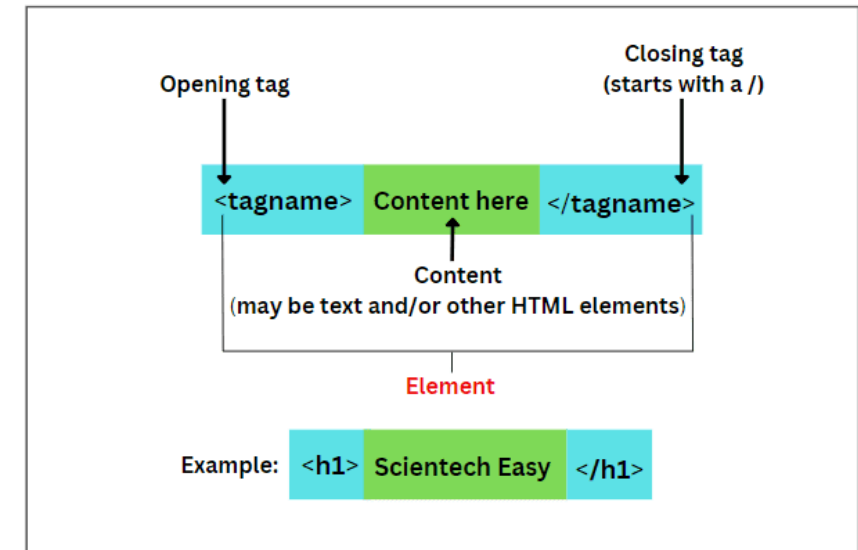 Closing tag
(starts with a /)
Opening tag
<tagname> Content here </tagname>
Content
(may be text and/or other HTML elements)
Element
Example: <h1> Scientech Easy </h1>